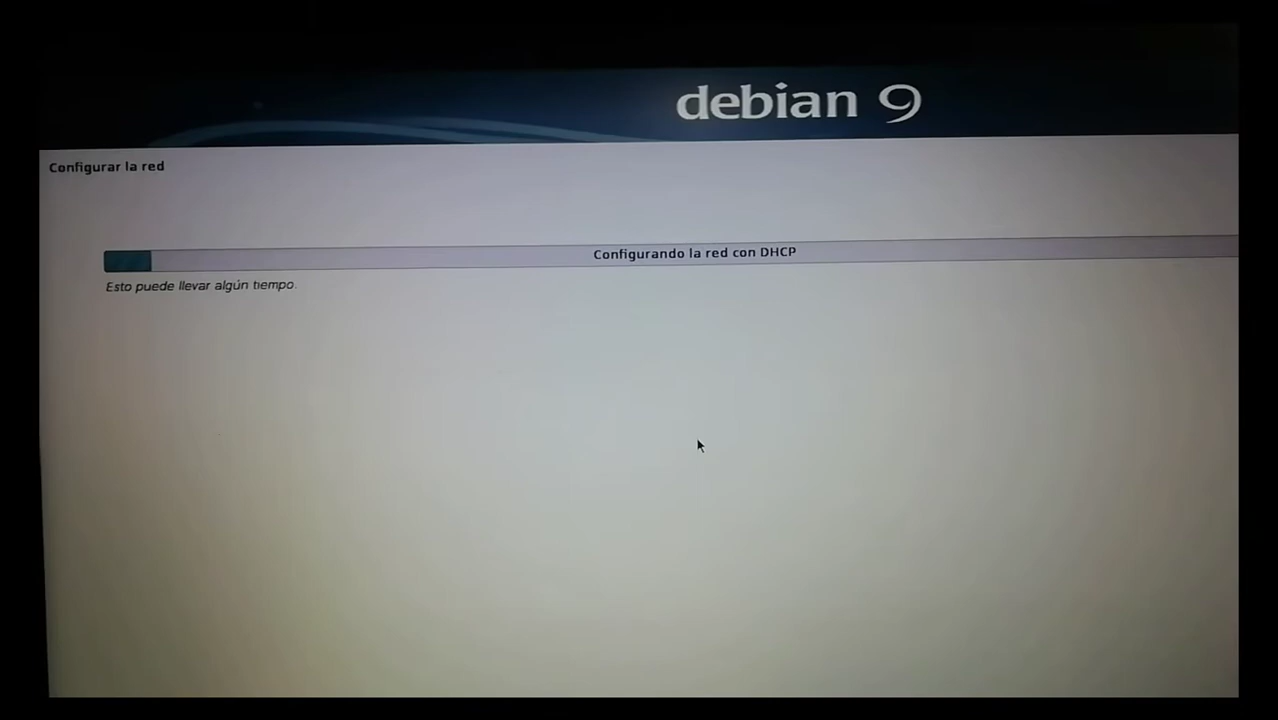 debian 9
Configurar la red
Configurando la red con DHCP
Esto puede llevar algún tiempo.